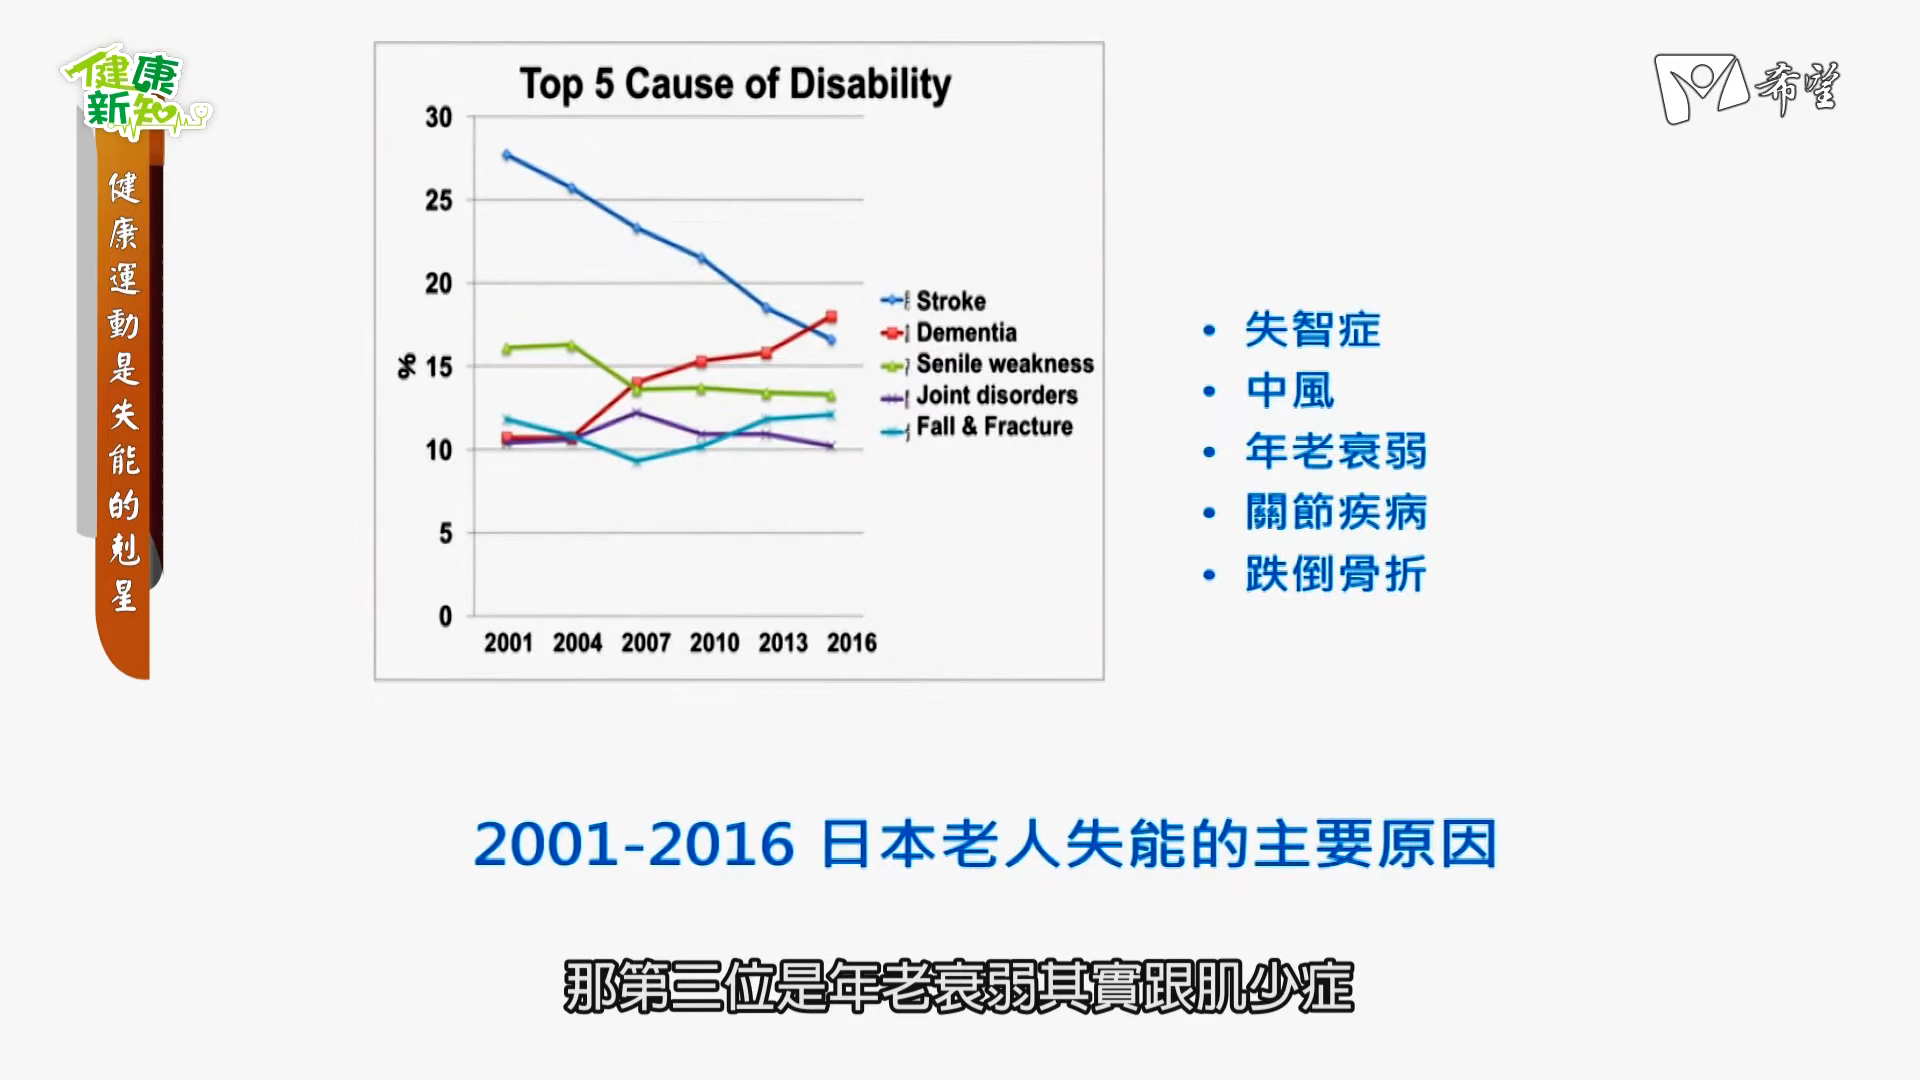 健康
新知
希望
健康運動是失能的剋星
Top 5 Cause of Disability
30
25
20
15
10
5
0
%
2001 2004 2007 2010 2013 2016
Stroke
Dementia
Senile weakness
Joint disorders
Fall & Fracture
• 失智症
• 中風
• 年老衰弱
• 關節疾病
• 跌倒骨折
2001-2016 日本老人失能的主要原因
那第三位是年老衰弱其實跟肌少症